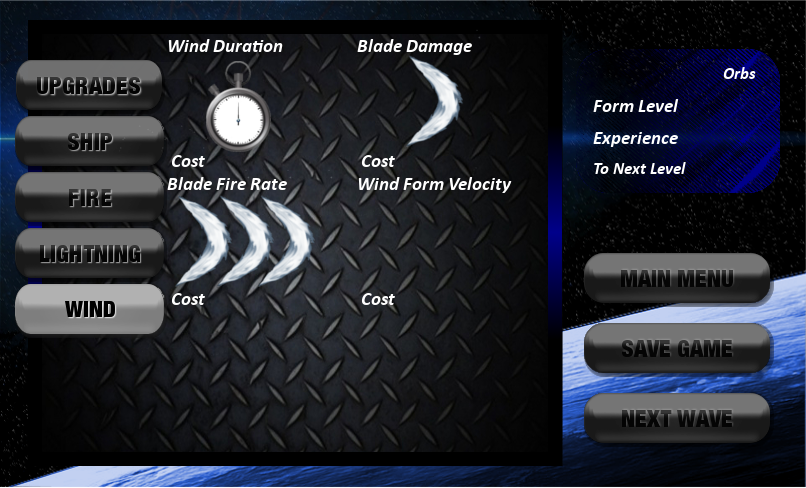 UPGRADES
SHIP
FIRE
LIGHTNING
WIND
Wind Duration
Cost
Blade Damage
Cost
Blade Fire Rate
Cost
Wind Form Velocity
Cost
Orbs
Form Level
Experience
To Next Level
MAIN MENU
SAVE GAME
NEXT WAVE